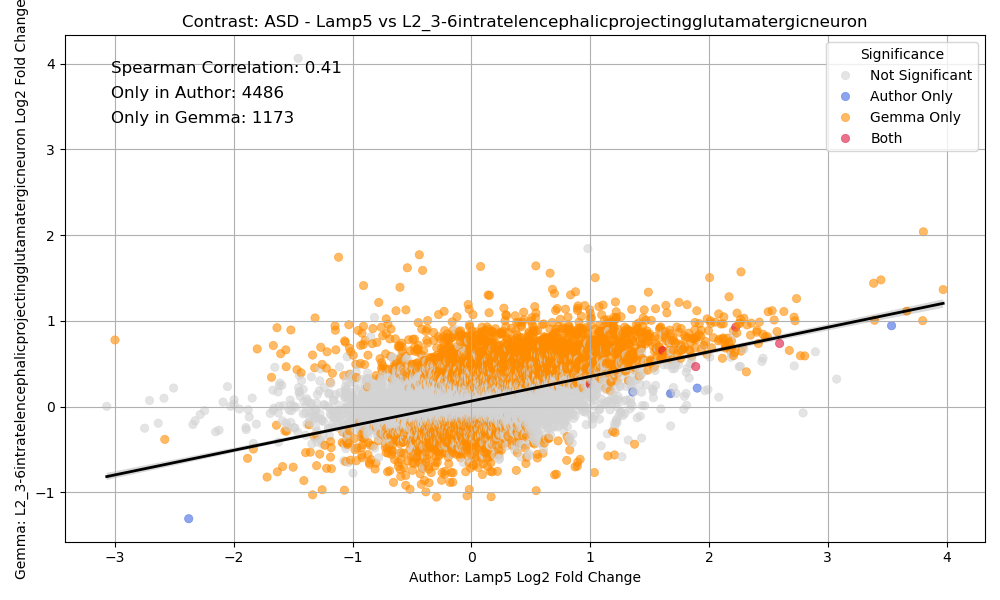 Contrast: ASD - Lamp5 vs L2_3-6intratelencephalicprojectingglutamatergicneuron
Gemma: L2_3-6intratelencephalicprojectingglutamatergicneuron Log2 Fold Change
4
3
2
1
0
−1
Spearman Correlation: 0.41
Only in Author: 4486
Only in Gemma: 1173
Significance
Not Significant
Author Only
Gemma Only
Both
−3
−2
−1
0
1
2
3
4
Author: Lamp5 Log2 Fold Change